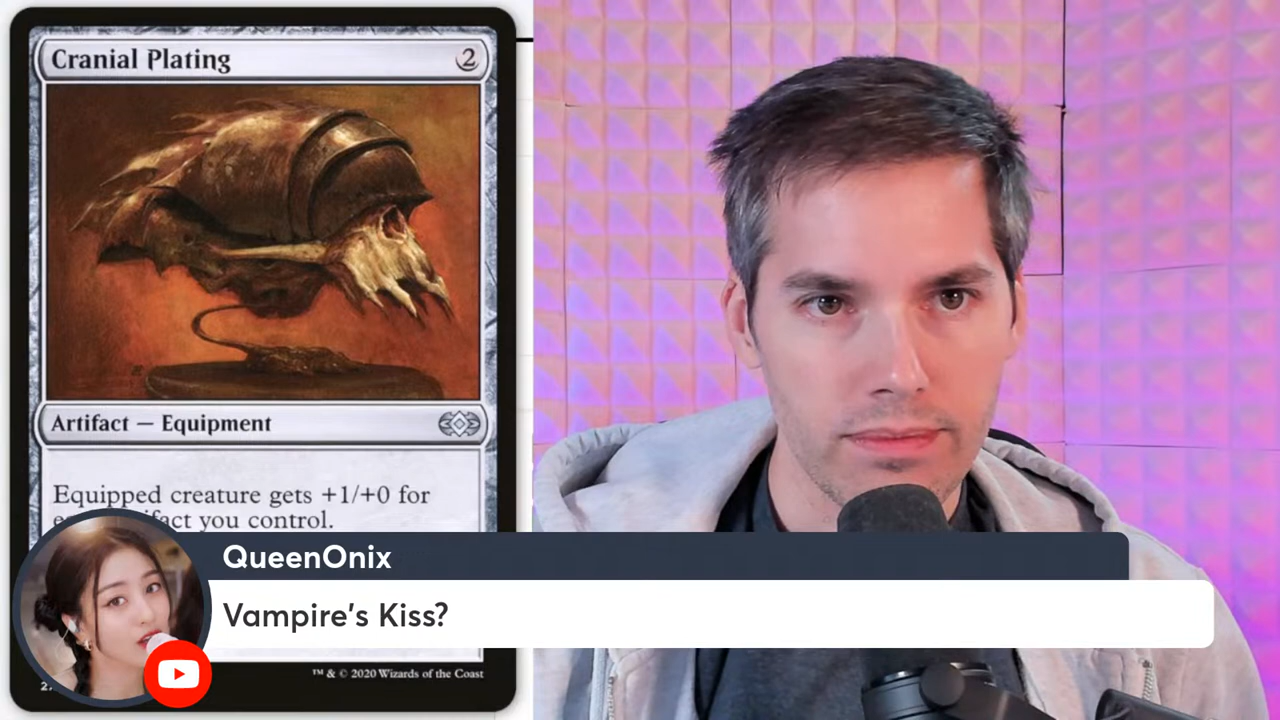 Cranial Plating 2
Artifact — Equipment
Equipped creature gets +1/+0 for
you control.
QueenOnix
Vampire's Kiss?
™ & © 2020 Wizards of the Coast